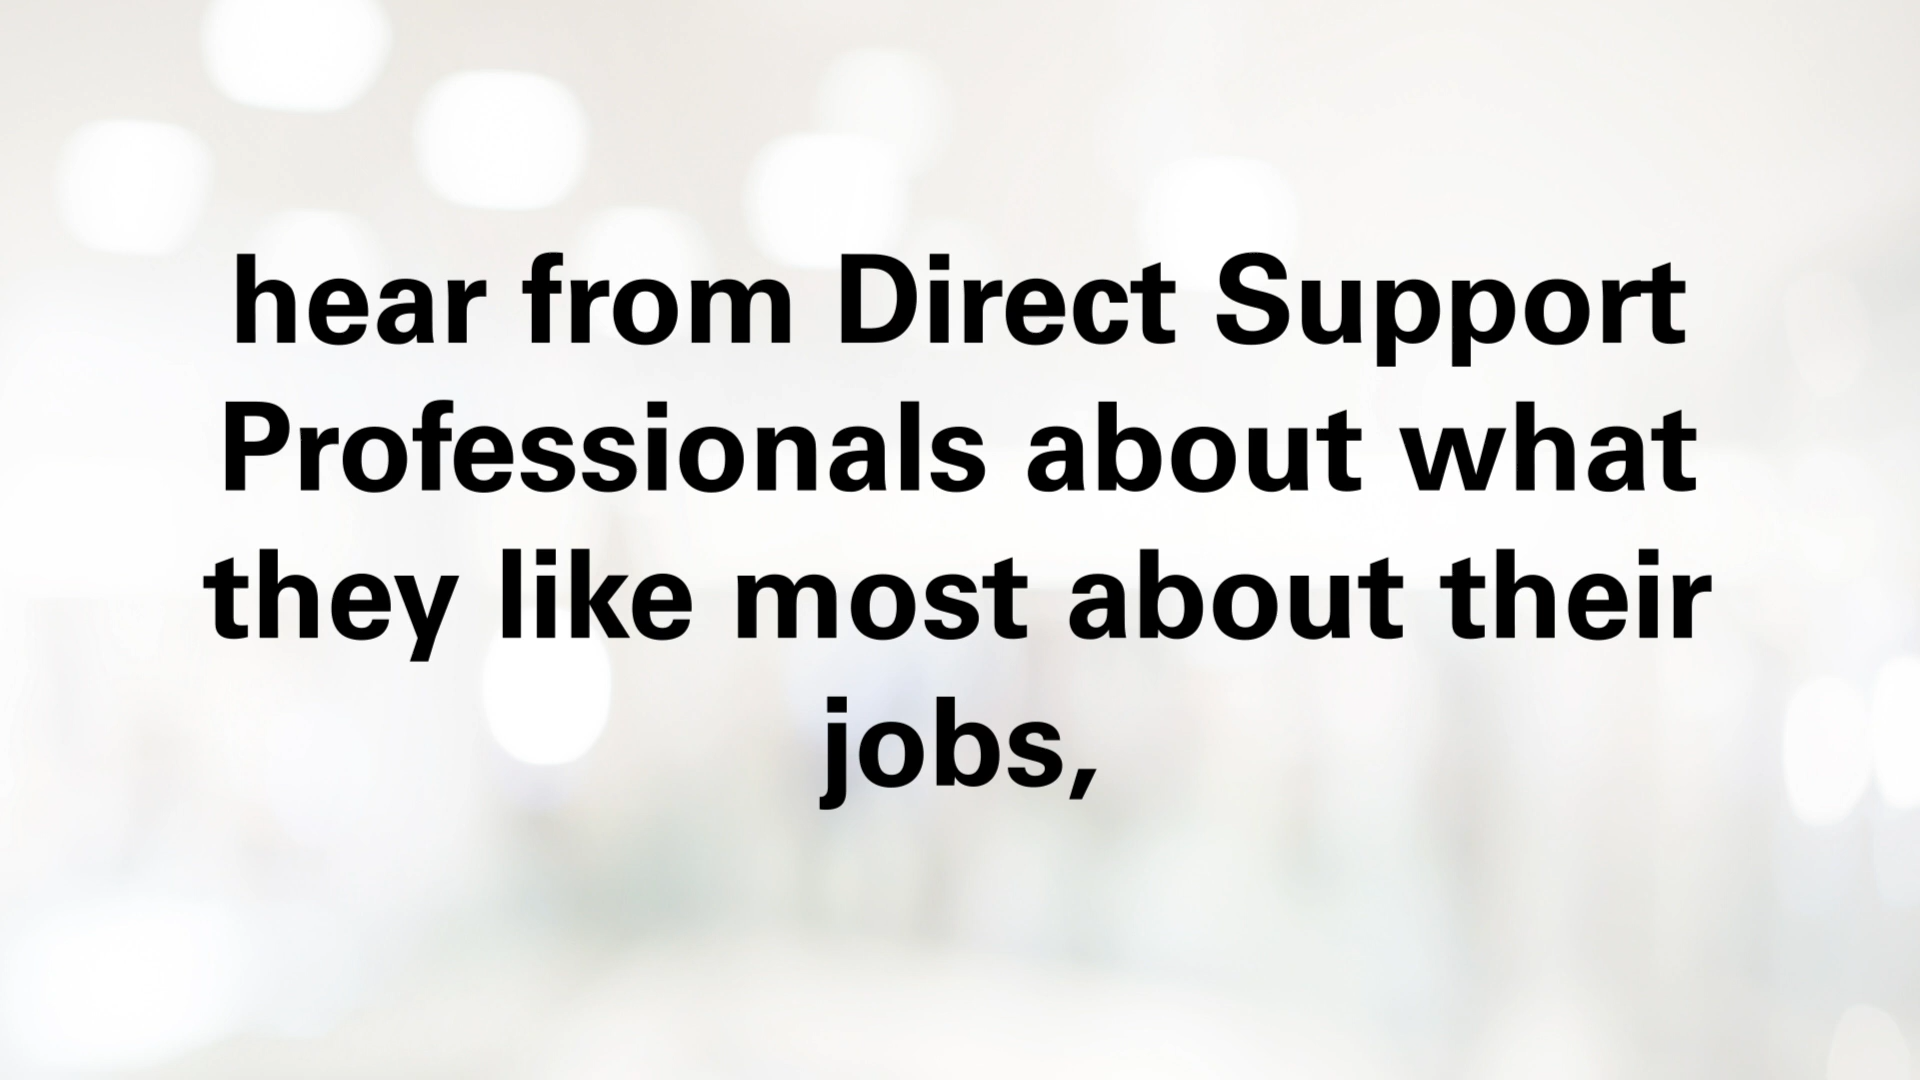 hear from Direct Support
Professionals about what
they like most about their
jobs,